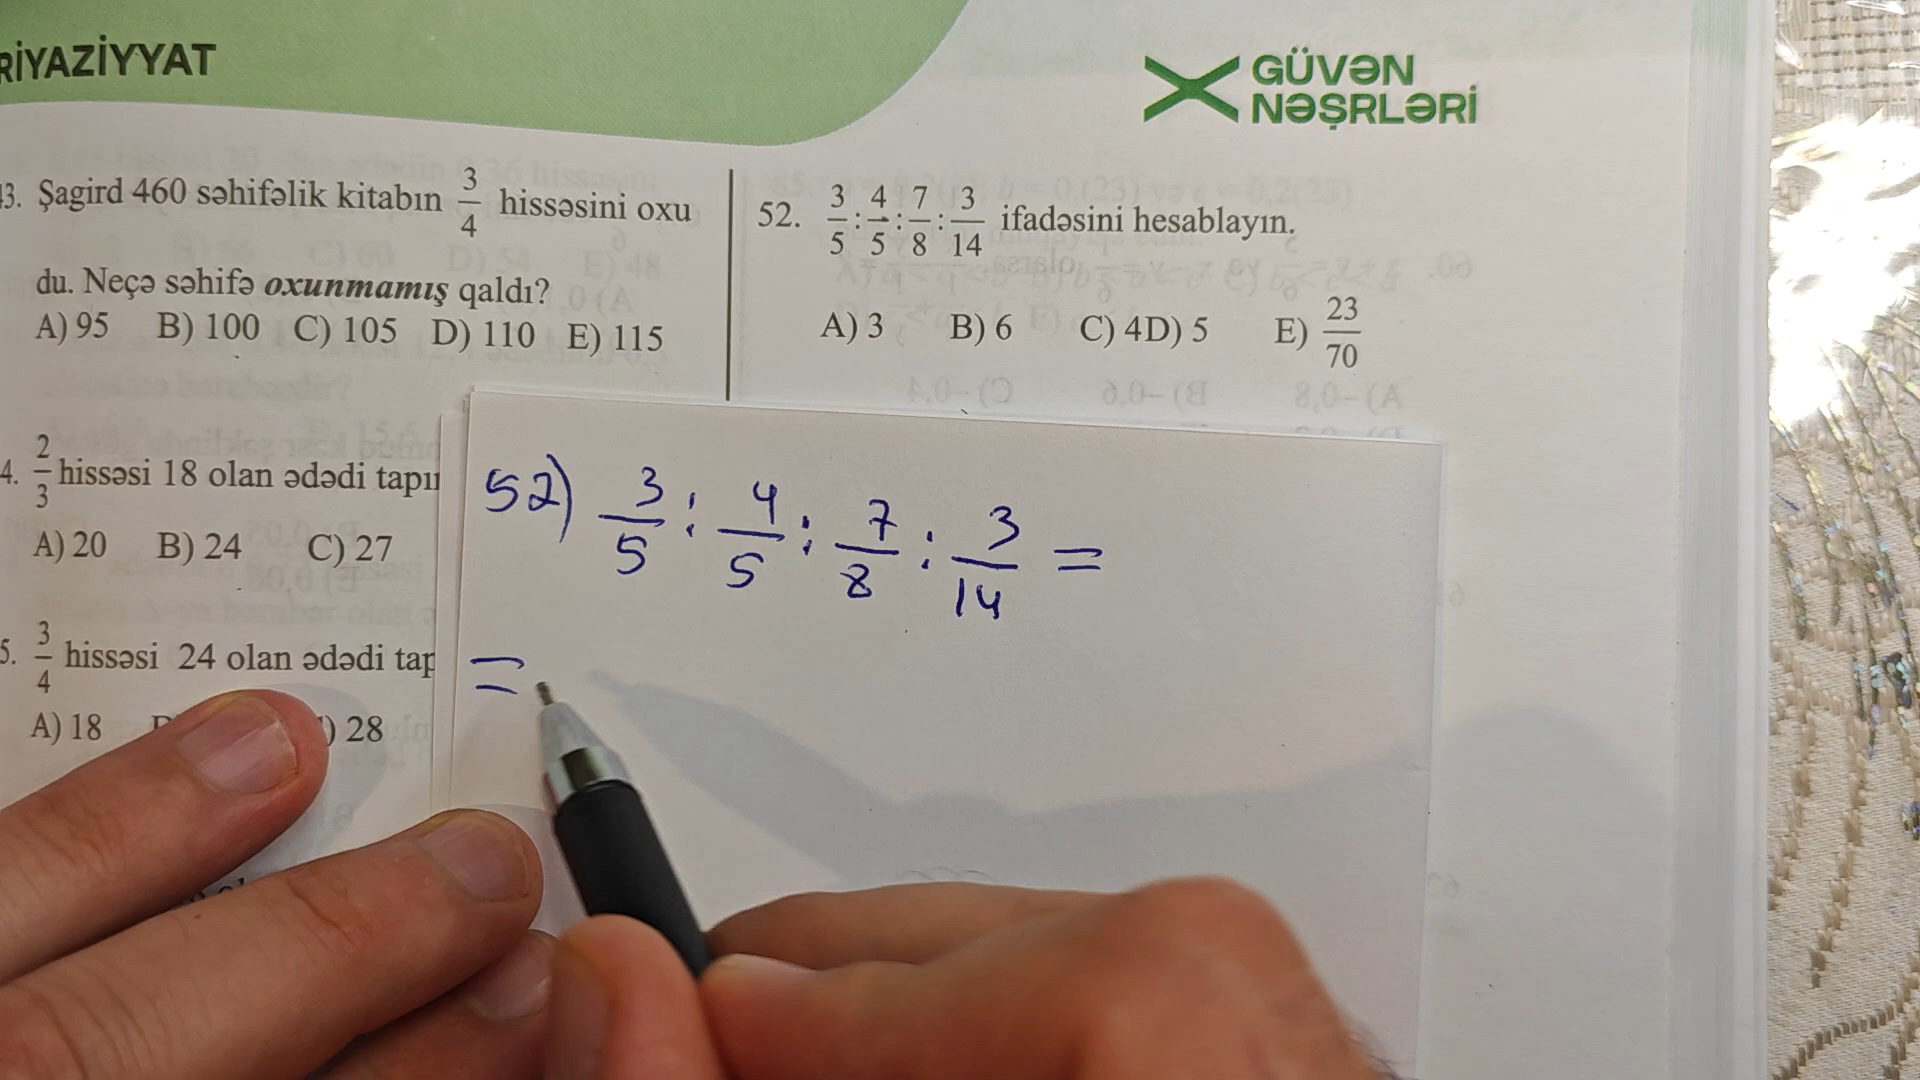 RİYAZİYYAT
GÜVƏN
NƏŞRLƏRİ
3. Şagird 460 səhifəlik kitabın 3/4 hissəsini oxu
du. Neçə səhifə oxunmamış qaldı?
A) 95 B) 100 C) 105 D) 110 E) 115
4. 2/3 hissəsi 18 olan ədədi tapı
A) 20 B) 24 C) 27
5. 3/4 hissəsi 24 olan ədədi tap
A) 18 ) 28
52. 3/5 : 4/5 : 7/8 : 3/14 ifadəsini hesablayın.
A) 3 B) 6 C) 4 D) 5 E) 23/70
52) 3/5 : 4/5 : 7/8 : 3/14 =
=